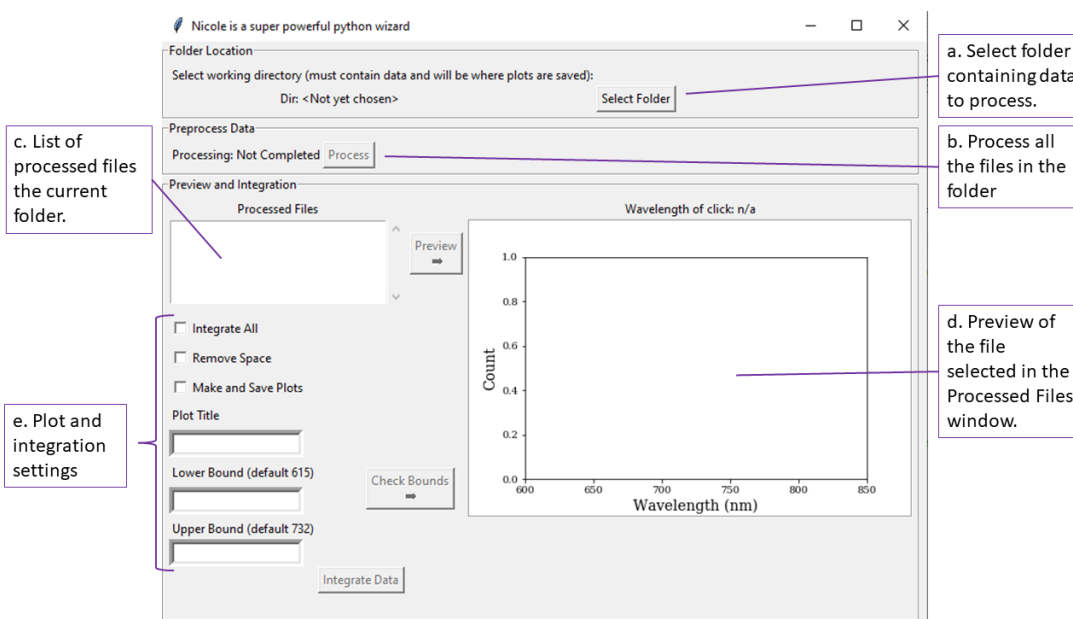 Nicole is a super powerful python wizard
Folder Location
Select working directory (must contain data and will be where plots are saved):
Dir: <Not yet chosen>
Select Folder
a. Select folder
containing data
to process.
Preprocess Data
Processing: Not Completed
Process
b. Process all
the files in the
folder
c. List of
processed files
the current
folder.
Preview and Integration
Processed Files
Preview
Wavelength of click: n/a
1.0
0.8
0.6
0.4
0.2
0.0
Count
600 650 700 750 800 850
Wavelength (nm)
d. Preview of
the file
selected in the
Processed Files
window.
e. Plot and
integration
settings
Integrate All
Remove Space
Make and Save Plots
Plot Title
Lower Bound (default 615)
Check Bounds
Upper Bound (default 732)
Integrate Data